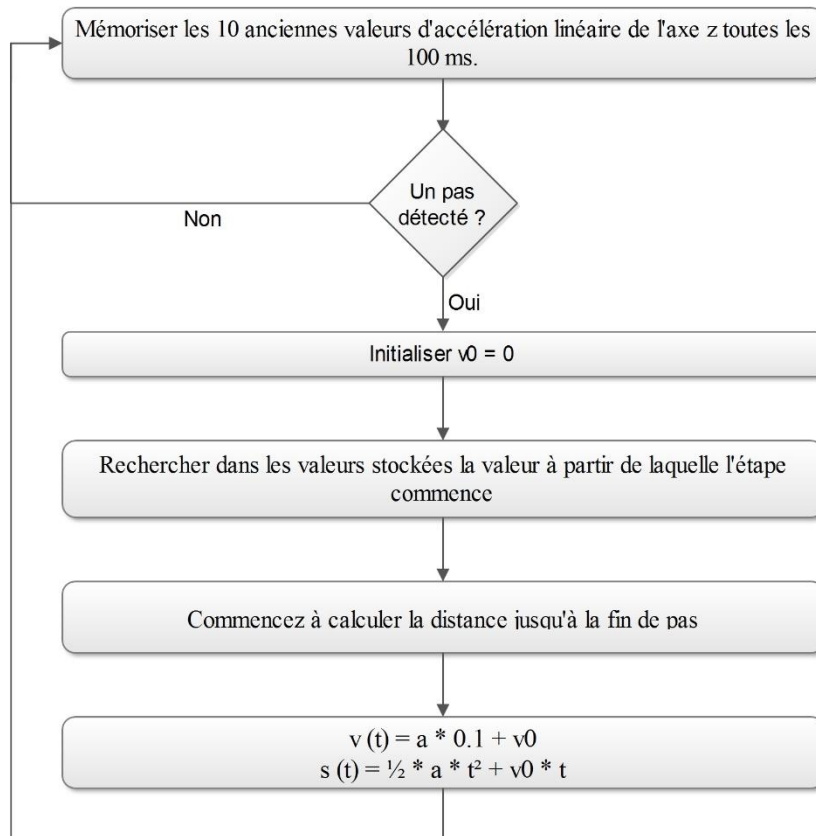 Mémoriser les 10 anciennes valeurs d'accélération linéaire de l'axe z toutes les
100 ms.
Un pas
détecté ?
Non
Oui
Initialiser v0 = 0
Rechercher dans les valeurs stockées la valeur à partir de laquelle l'étape
commence
Commencez à calculer la distance jusqu'à la fin de pas
v (t) = a * 0.1 + v0
s (t) = ½ * a * t² + v0 * t